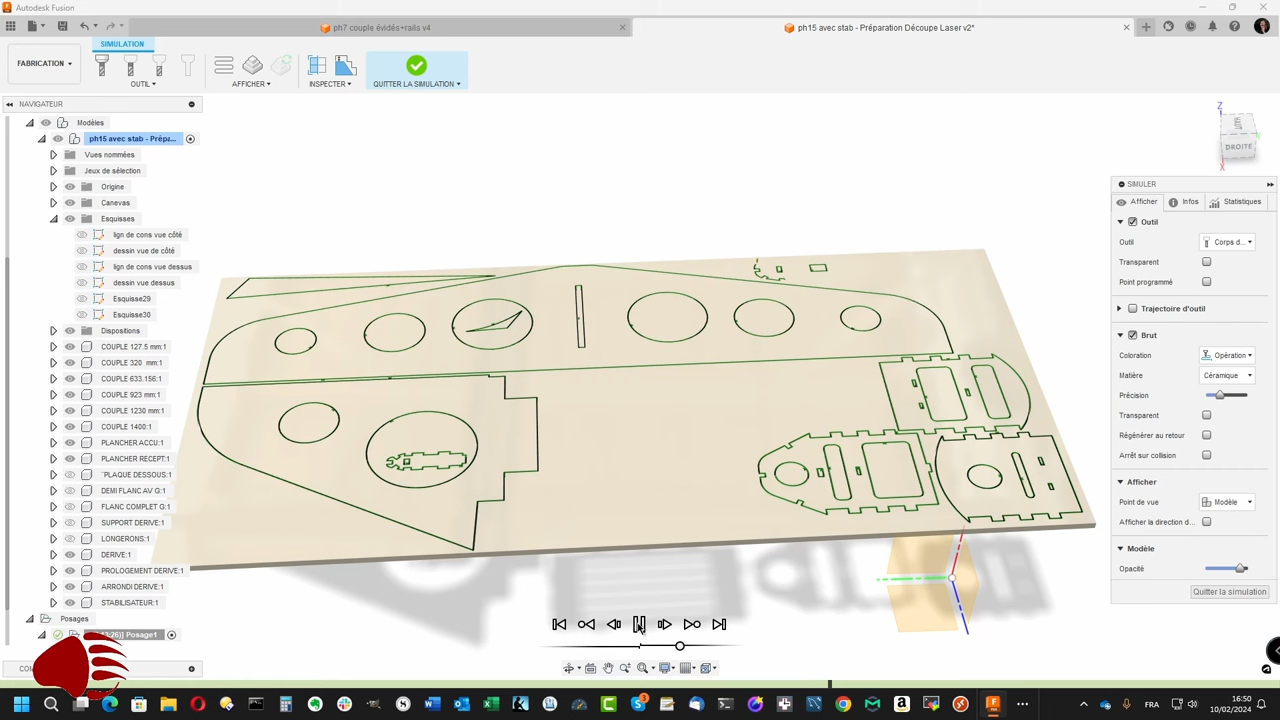 Autodesk Fusion
ph7 couple évidés+rails v4
ph15 avec stab - Préparation Découpe Laser v2*
FABRICATION
SIMULATION
OUTIL
AFFICHER
INSPECTER
QUITTER LA SIMULATION
NAVIGATEUR
Modèles
ph15 avec stab - Prépa...
Vues nommées
Jeux de sélection
Origine
Canevas
Esquisses
lign de cons vue côté
dessin vue de côté
lign de cons vue dessus
dessin vue dessus
Esquisse29
Esquisse30
Dispositions
COUPLE 127.5 mm:1
COUPLE 320 mm:1
COUPLE 633.156:1
COUPLE 923 mm:1
COUPLE 1230 mm:1
COUPLE 1400:1
PLANCHER ACCU:1
PLANCHER RECEPT:1
¨PLAQUE DESSOUS:1
DEMI FLANC AV G:1
FLANC COMPLET G:1
SUPPORT DERIVE:1
LONGERONS:1
DERIVE:1
PROLOGEMENT DERIVE:1
ARRONDI DERIVE:1
STABILISATEUR:1
Posages
Posage1
Z
DROITE
X
SIMULER
Afficher
Infos
Statistiques
Outil
Outil
Corps d...
Transparent
Point programmé
Trajectoire d'outil
Brut
Coloration
Opération
Matière
Céramique
Précision
Transparent
Régénérer au retour
Arrêt sur collision
Afficher
Point de vue
Modèle
Afficher la direction d...
Modèle
Opacité
Quitter la simulation
3
FRA
16:50
10/02/2024